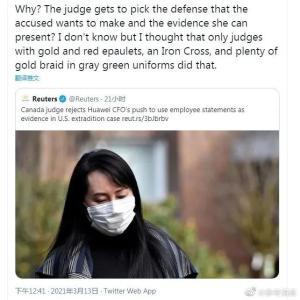 Why? The judge gets to pick the defense that the
accused wants to make and the evidence she can
present? I don't know but I thought that only judges
with gold and red epaulets, an Iron Cross, and plenty of
gold braid in gray green uniforms did that.
翻译推文
Reuters @Reuters · 21小时
Canada judge rejects Huawei CFO's push to use employee statements as
evidence in U.S. extradition case reut.rs/3bJbrbv
下午12:41 · 2021年3月13日 · Twitter Web App